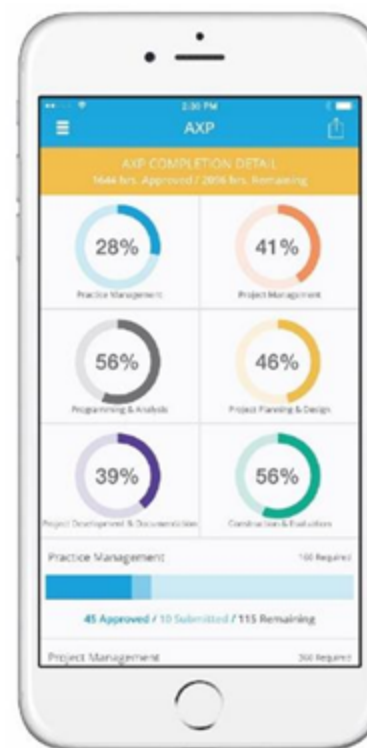 2:30 PM
AXP
AXP COMPLETION DETAIL
1644 hrs. Approved / 2096 hrs. Remaining
28%
41%
Practice Management
Project Management
56%
46%
Programming & Analysis
Project Planning & Design
39%
56%
Project Development & Documentation
Construction & Evaluation
Practice Management
160 Required
45 Approved / 10 Submitted / 115 Remaining
Project Management
360 Required